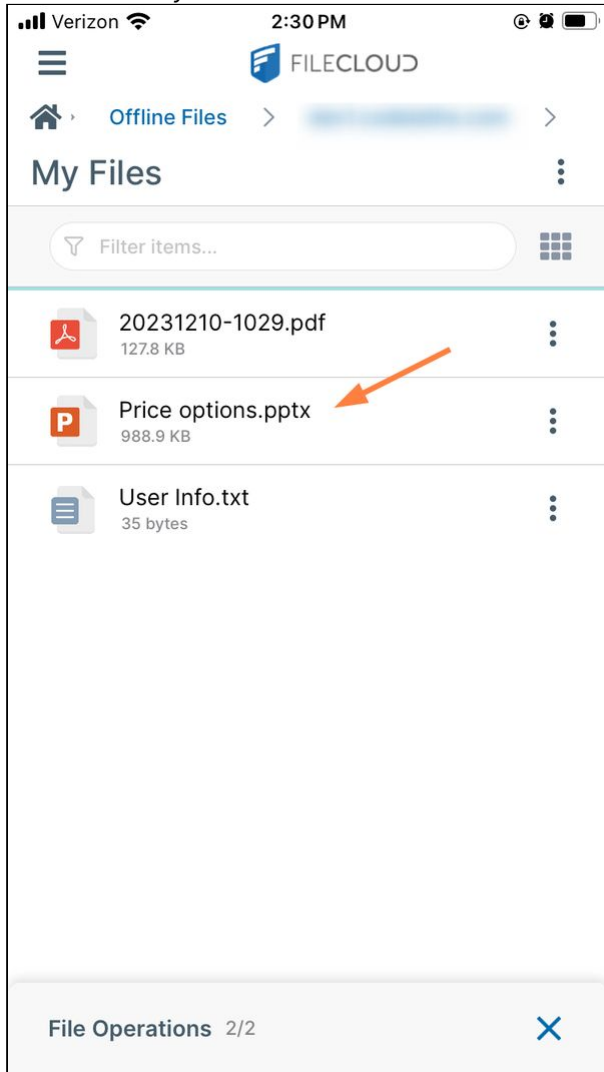 Verizon 2:30 PM
FILECLOUD
Offline Files
My Files
Filter items...
20231210-1029.pdf
127.8 KB
Price options.pptx
P
988.9 KB
User Info.txt
35 bytes
File Operations 2/2